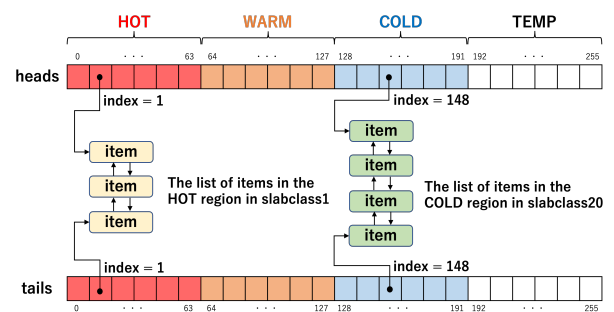 HOT WARM COLD TEMP
0 · · · 63 64 · · · 127 128 · · · 191 192 · · · 255
heads
index = 1 index = 148
item
item
item
item
item
item
item
The list of items in the
HOT region in slabclass1
The list of items in the
COLD region in slabclass20
index = 1 index = 148
tails
0 · · · 63 64 · · · 127 128 · · · 191 192 · · · 255